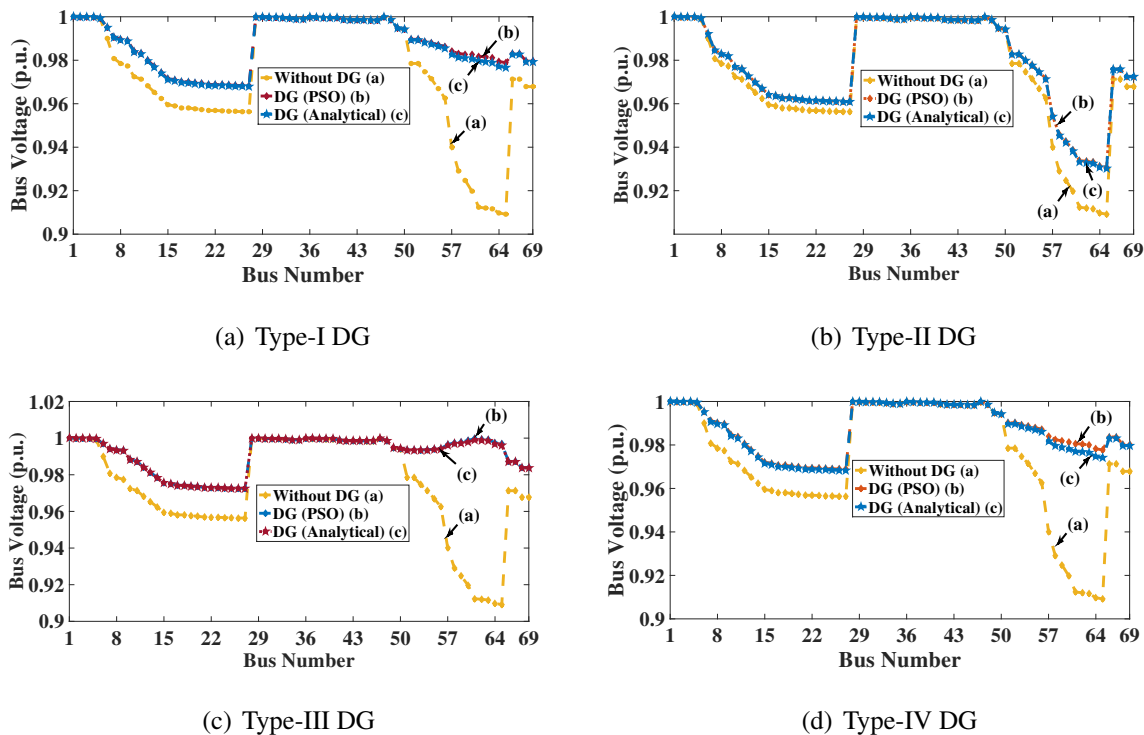 1
0.98
0.96
0.94
0.92
0.9
Bus Voltage (p.u.)
Without DG (a)
DG (PSO) (b)
DG (Analytical) (c)
(b)
(c)
(a)
1 8 15 22 29 36 43 50 57 64 69
Bus Number
(a) Type-I DG
1
0.98
0.96
0.94
0.92
0.9
Bus Voltage (p.u.)
Without DG (a)
DG (PSO) (b)
DG (Analytical) (c)
(b)
(c)
(a)
1 8 15 22 29 36 43 50 57 64 69
Bus Number
(b) Type-II DG
1.02
1
0.98
0.96
0.94
0.92
0.9
Bus Voltage (p.u.)
Without DG (a)
DG (PSO) (b)
DG (Analytical) (c)
(b)
(c)
(a)
1 8 15 22 29 36 43 50 57 64 69
Bus Number
(c) Type-III DG
1
0.98
0.96
0.94
0.92
0.9
Bus Voltage (p.u.)
Without DG (a)
DG (PSO) (b)
DG (Analytical) (c)
(b)
(c)
(a)
1 8 15 22 29 36 43 50 57 64 69
Bus Number
(d) Type-IV DG